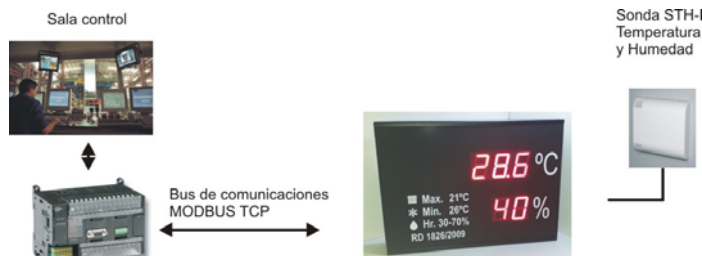 Sala control
Sonda STH-
Temperatura
y Humedad
Bus de comunicaciones
MODBUS TCP
28.6 ºC
40 %
Max. 21ºC
Min. 26ºC
Hr. 30-70%
RD 1826/2009